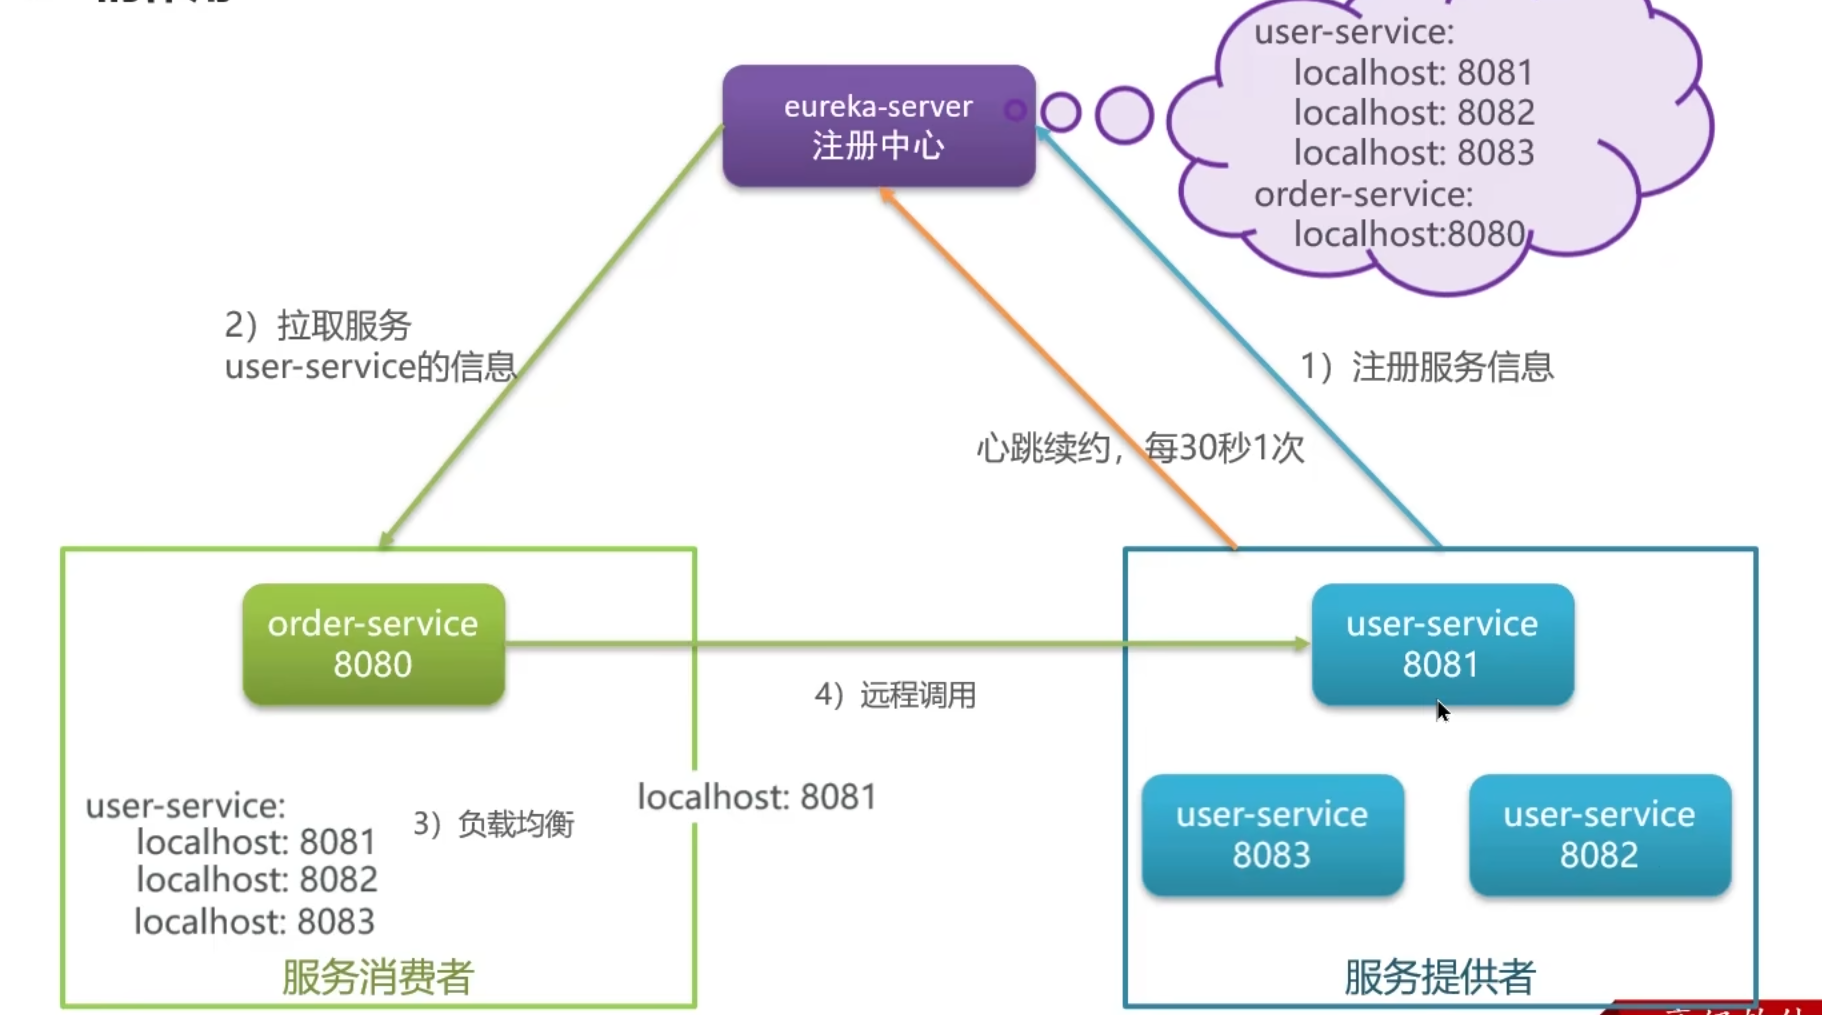 eureka-server
注册中心
user-service:
localhost: 8081
localhost: 8082
localhost: 8083
order-service:
localhost:8080
2）拉取服务
user-service的信息
1）注册服务信息
心跳续约，每30秒1次
order-service
8080
4）远程调用
user-service
8081
user-service:
localhost: 8081
localhost: 8082
localhost: 8083
3）负载均衡
localhost: 8081
user-service
8083
user-service
8082
服务消费者
服务提供者